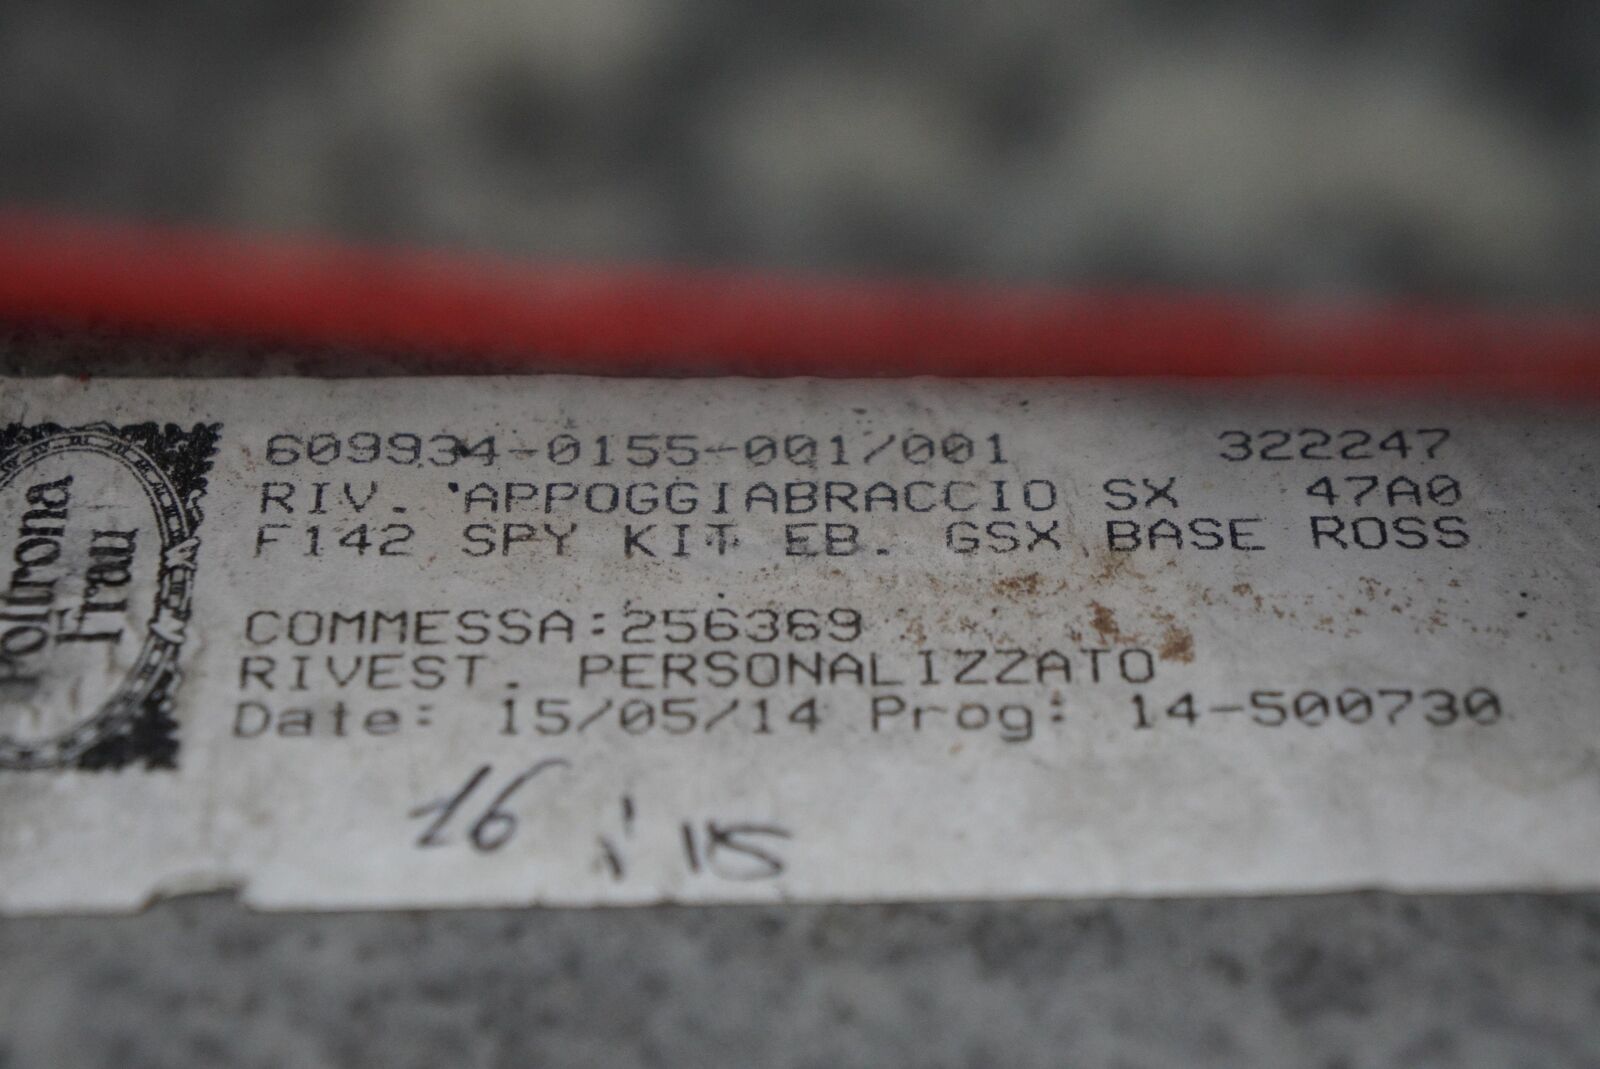 Poltrona
Frau
609934-0155-001/001 322247
RIV. APPOGGIABRACCIO SX 47A0
F142 SPY KIT EB. GSX BASE ROSS
COMMESSA:256369
RIVEST. PERSONALIZZATO
Date: 15/05/14 Prog: 14-500730
16